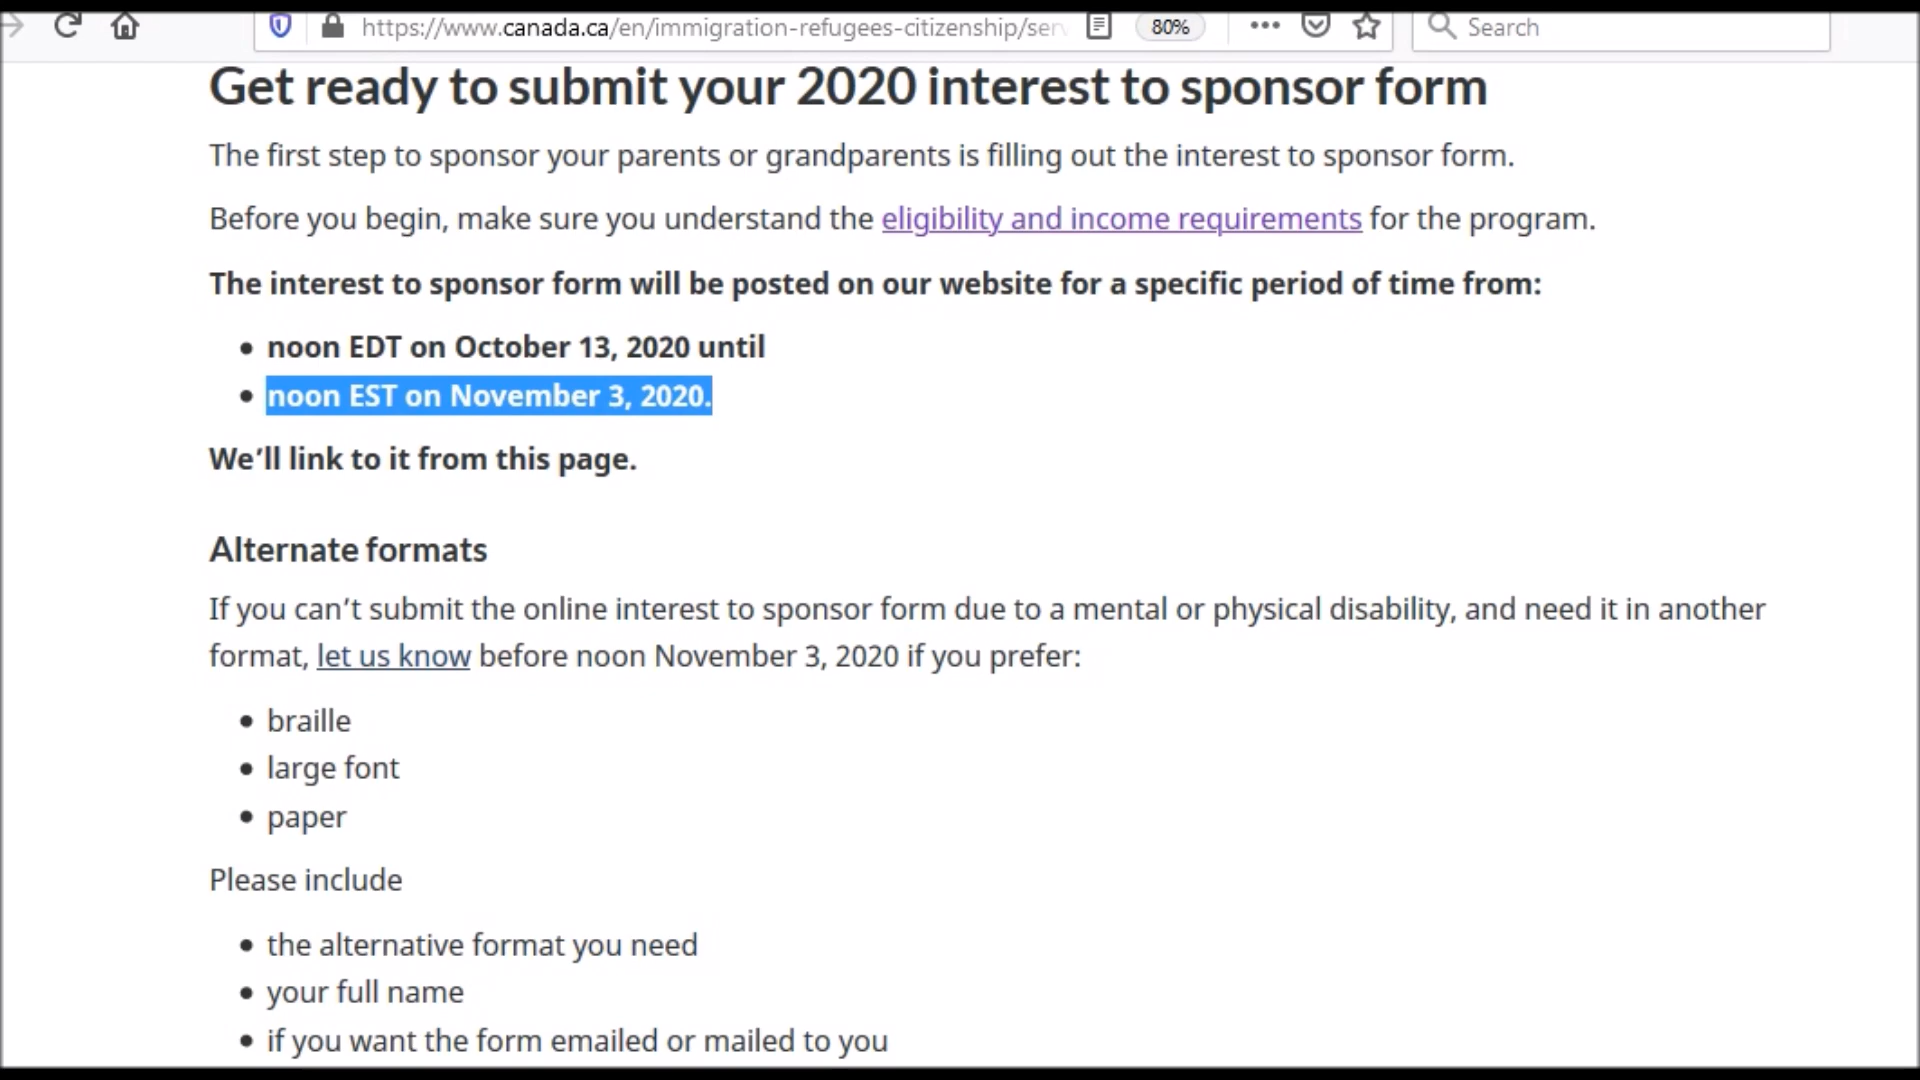 https://www.canada.ca/en/immigration-refugees-citizenship/serv
80%
Search
Get ready to submit your 2020 interest to sponsor form
The first step to sponsor your parents or grandparents is filling out the interest to sponsor form.
Before you begin, make sure you understand the eligibility and income requirements for the program.
The interest to sponsor form will be posted on our website for a specific period of time from:
• noon EDT on October 13, 2020 until
• noon EST on November 3, 2020.
We’ll link to it from this page.
Alternate formats
If you can’t submit the online interest to sponsor form due to a mental or physical disability, and need it in another
format, let us know before noon November 3, 2020 if you prefer:
• braille
• large font
• paper
Please include
• the alternative format you need
• your full name
• if you want the form emailed or mailed to you